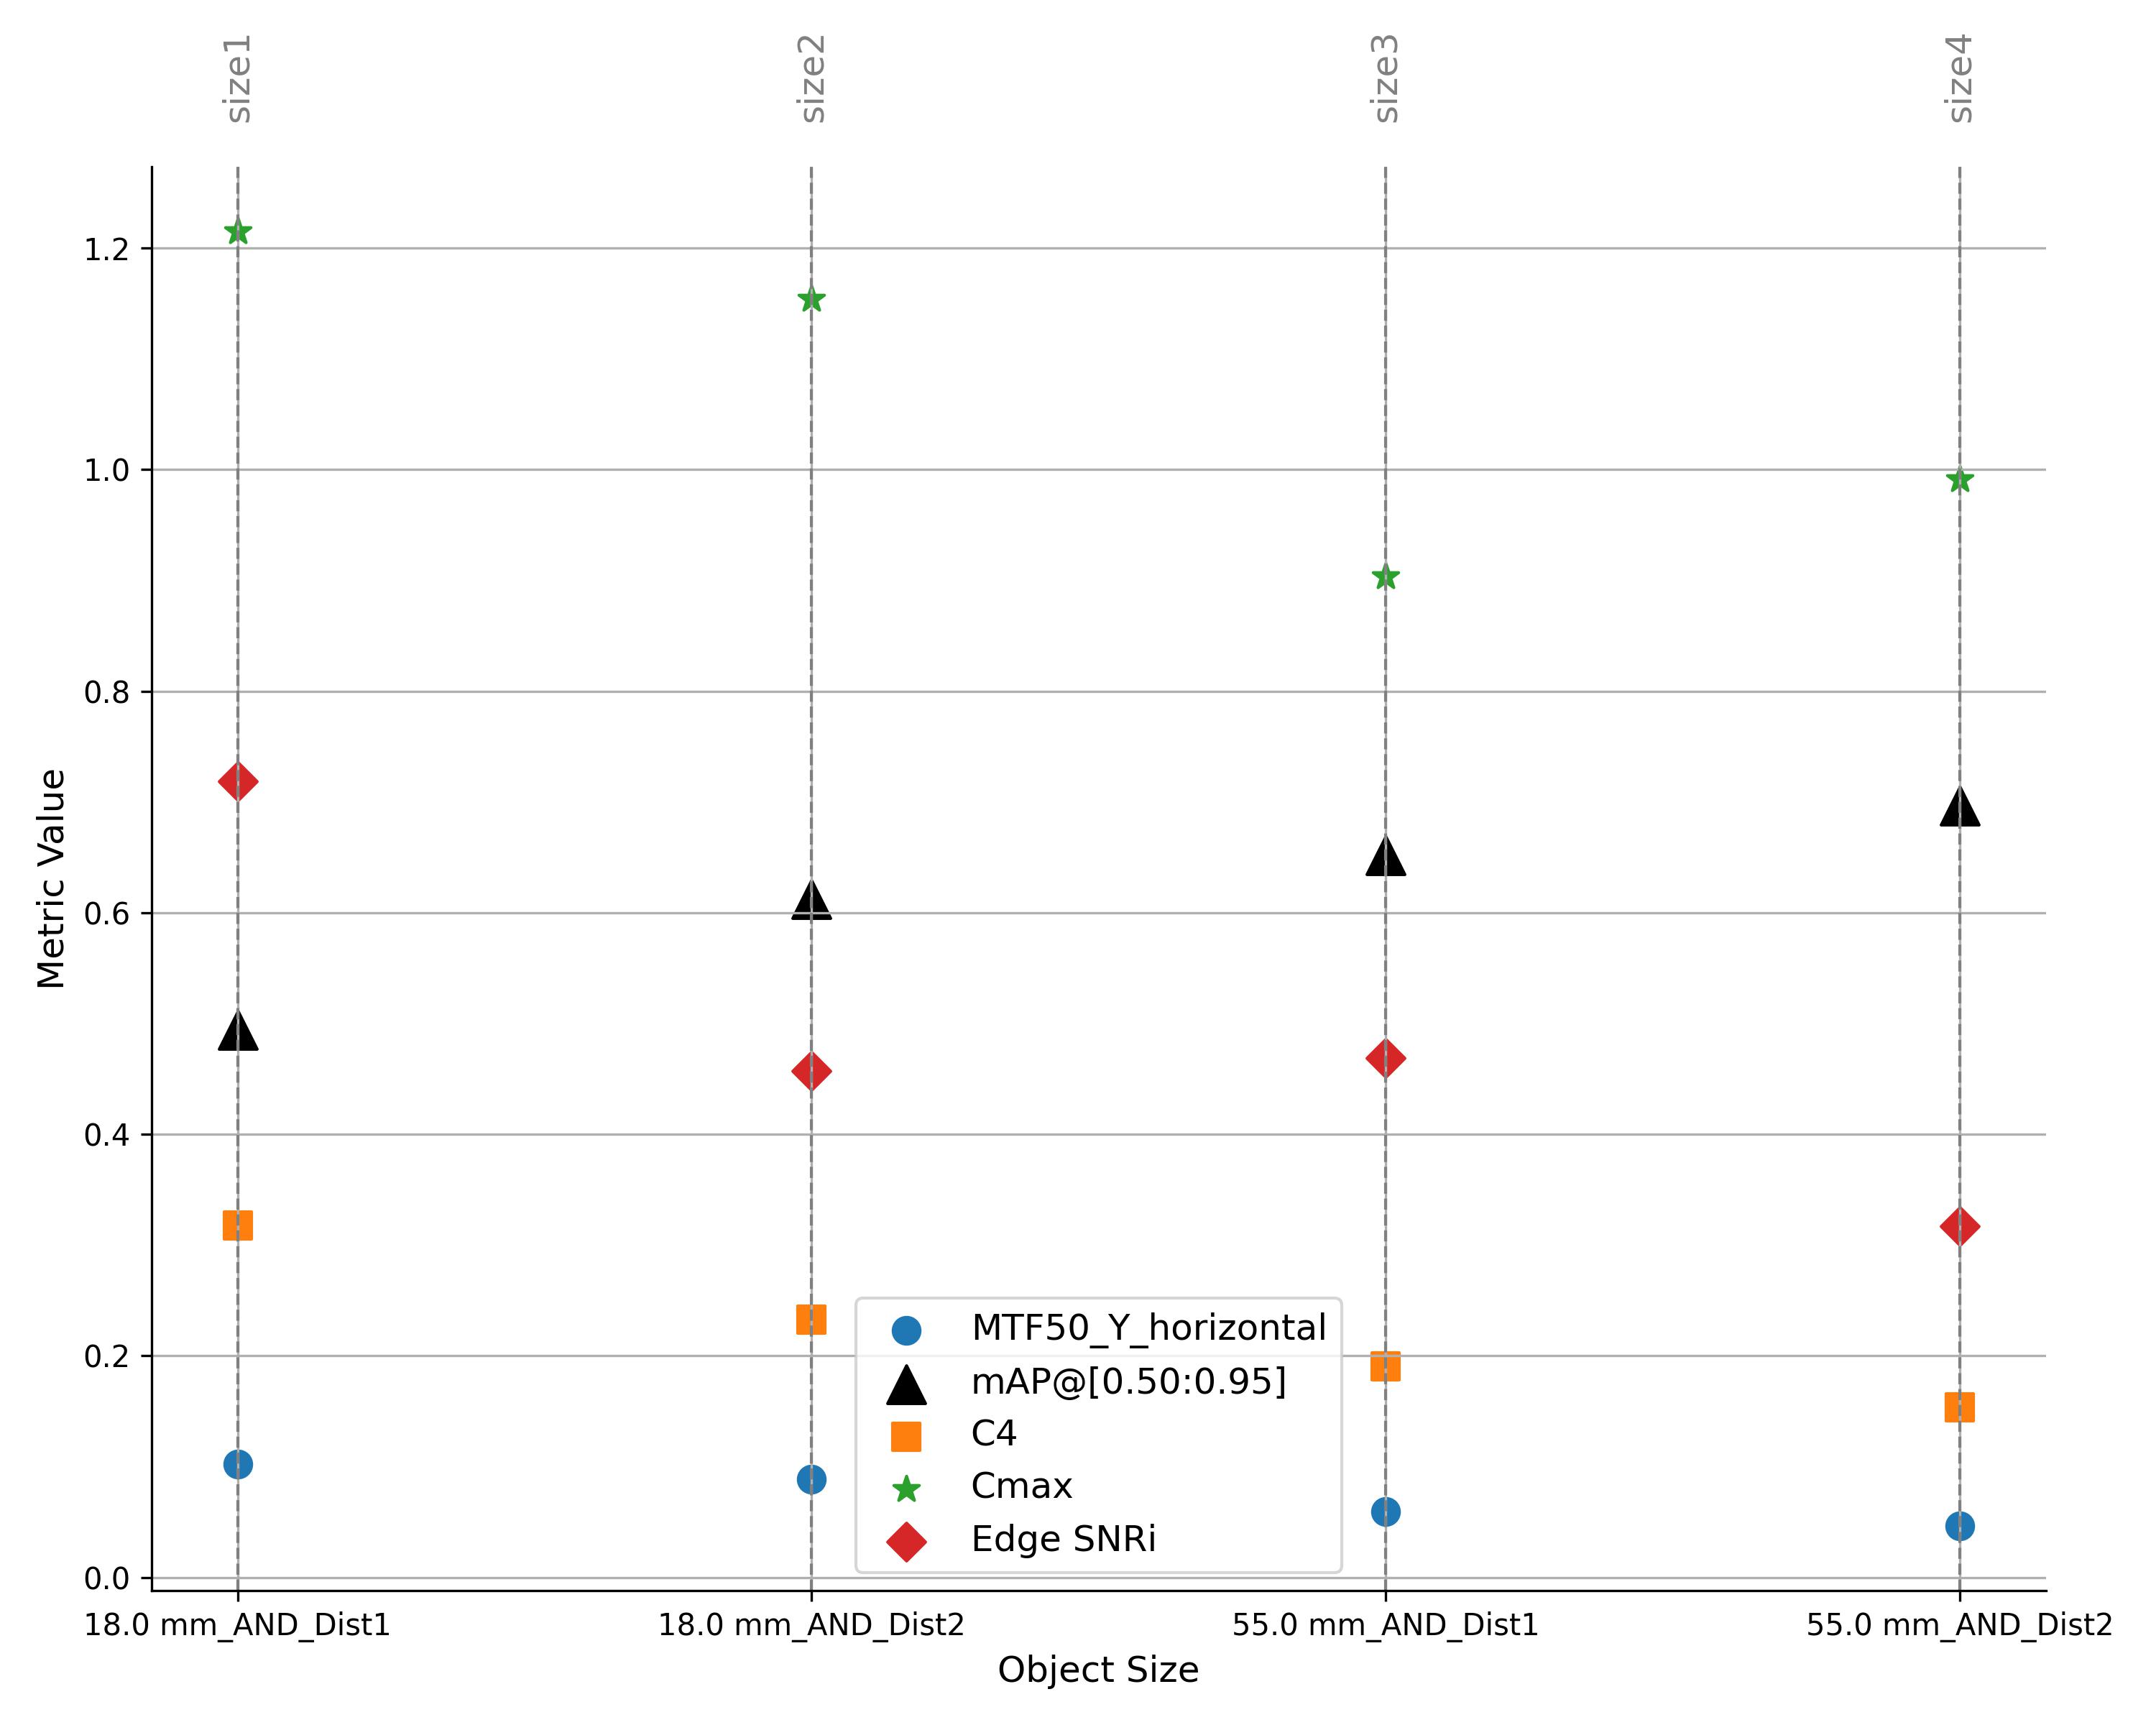 size1
size2
size3
size4
Metric Value
1.2
1.0
0.8
0.6
0.4
0.2
0.0
MTF50_Y_horizontal
mAP@[0.50:0.95]
C4
Cmax
Edge SNRi
18.0 mm_AND_Dist1
18.0 mm_AND_Dist2
55.0 mm_AND_Dist1
55.0 mm_AND_Dist2
Object Size